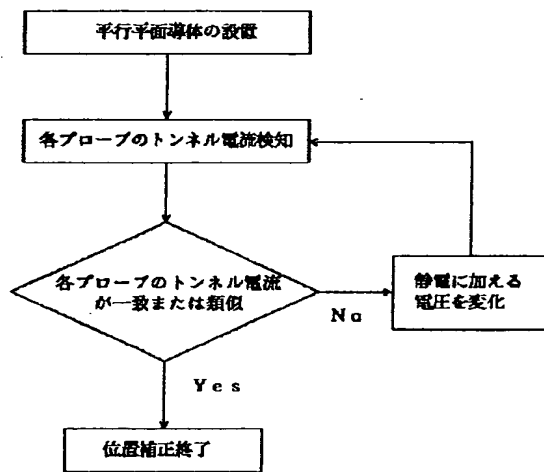 平行平面導体の設置
各プローブのトンネル電流検知
各プローブのトンネル電流
が一致または類似
静電に加える
電圧を変化
No
Yes
位置補正終了